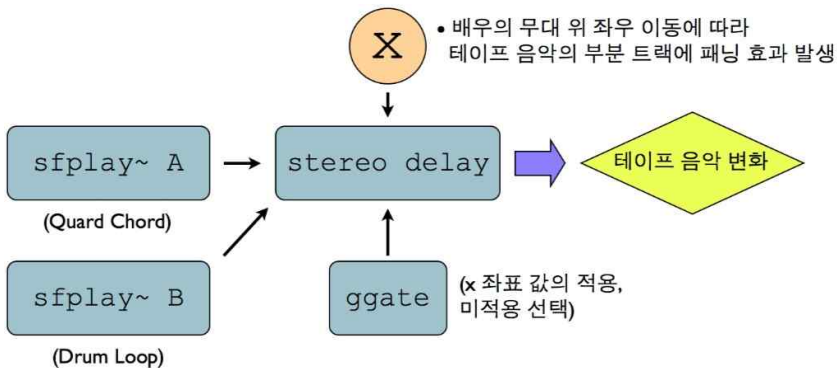 X
• 배우의 무대 위 좌우 이동에 따라
테이프 음악의 부분 트랙에 패닝 효과 발생
sfplay~ A
stereo delay
테이프 음악 변화
(Quard Chord)
sfplay~ B
ggate
(x 좌표 값의 적용,
미적용 선택)
(Drum Loop)